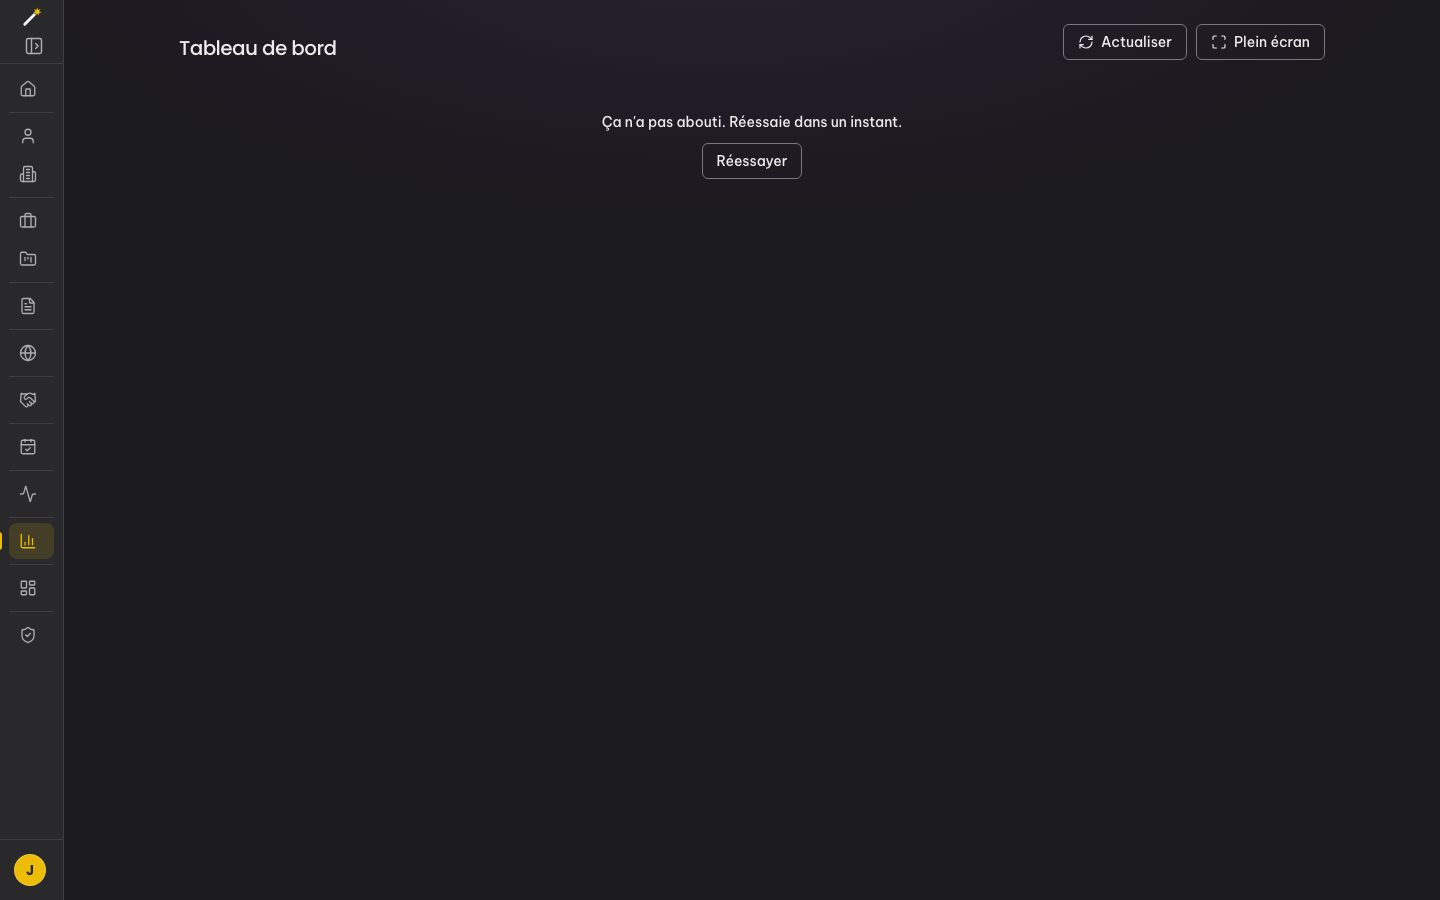 Tableau de bord
Actualiser
Plein écran
Ça n'a pas abouti. Réessaie dans un instant.
Réessayer
J